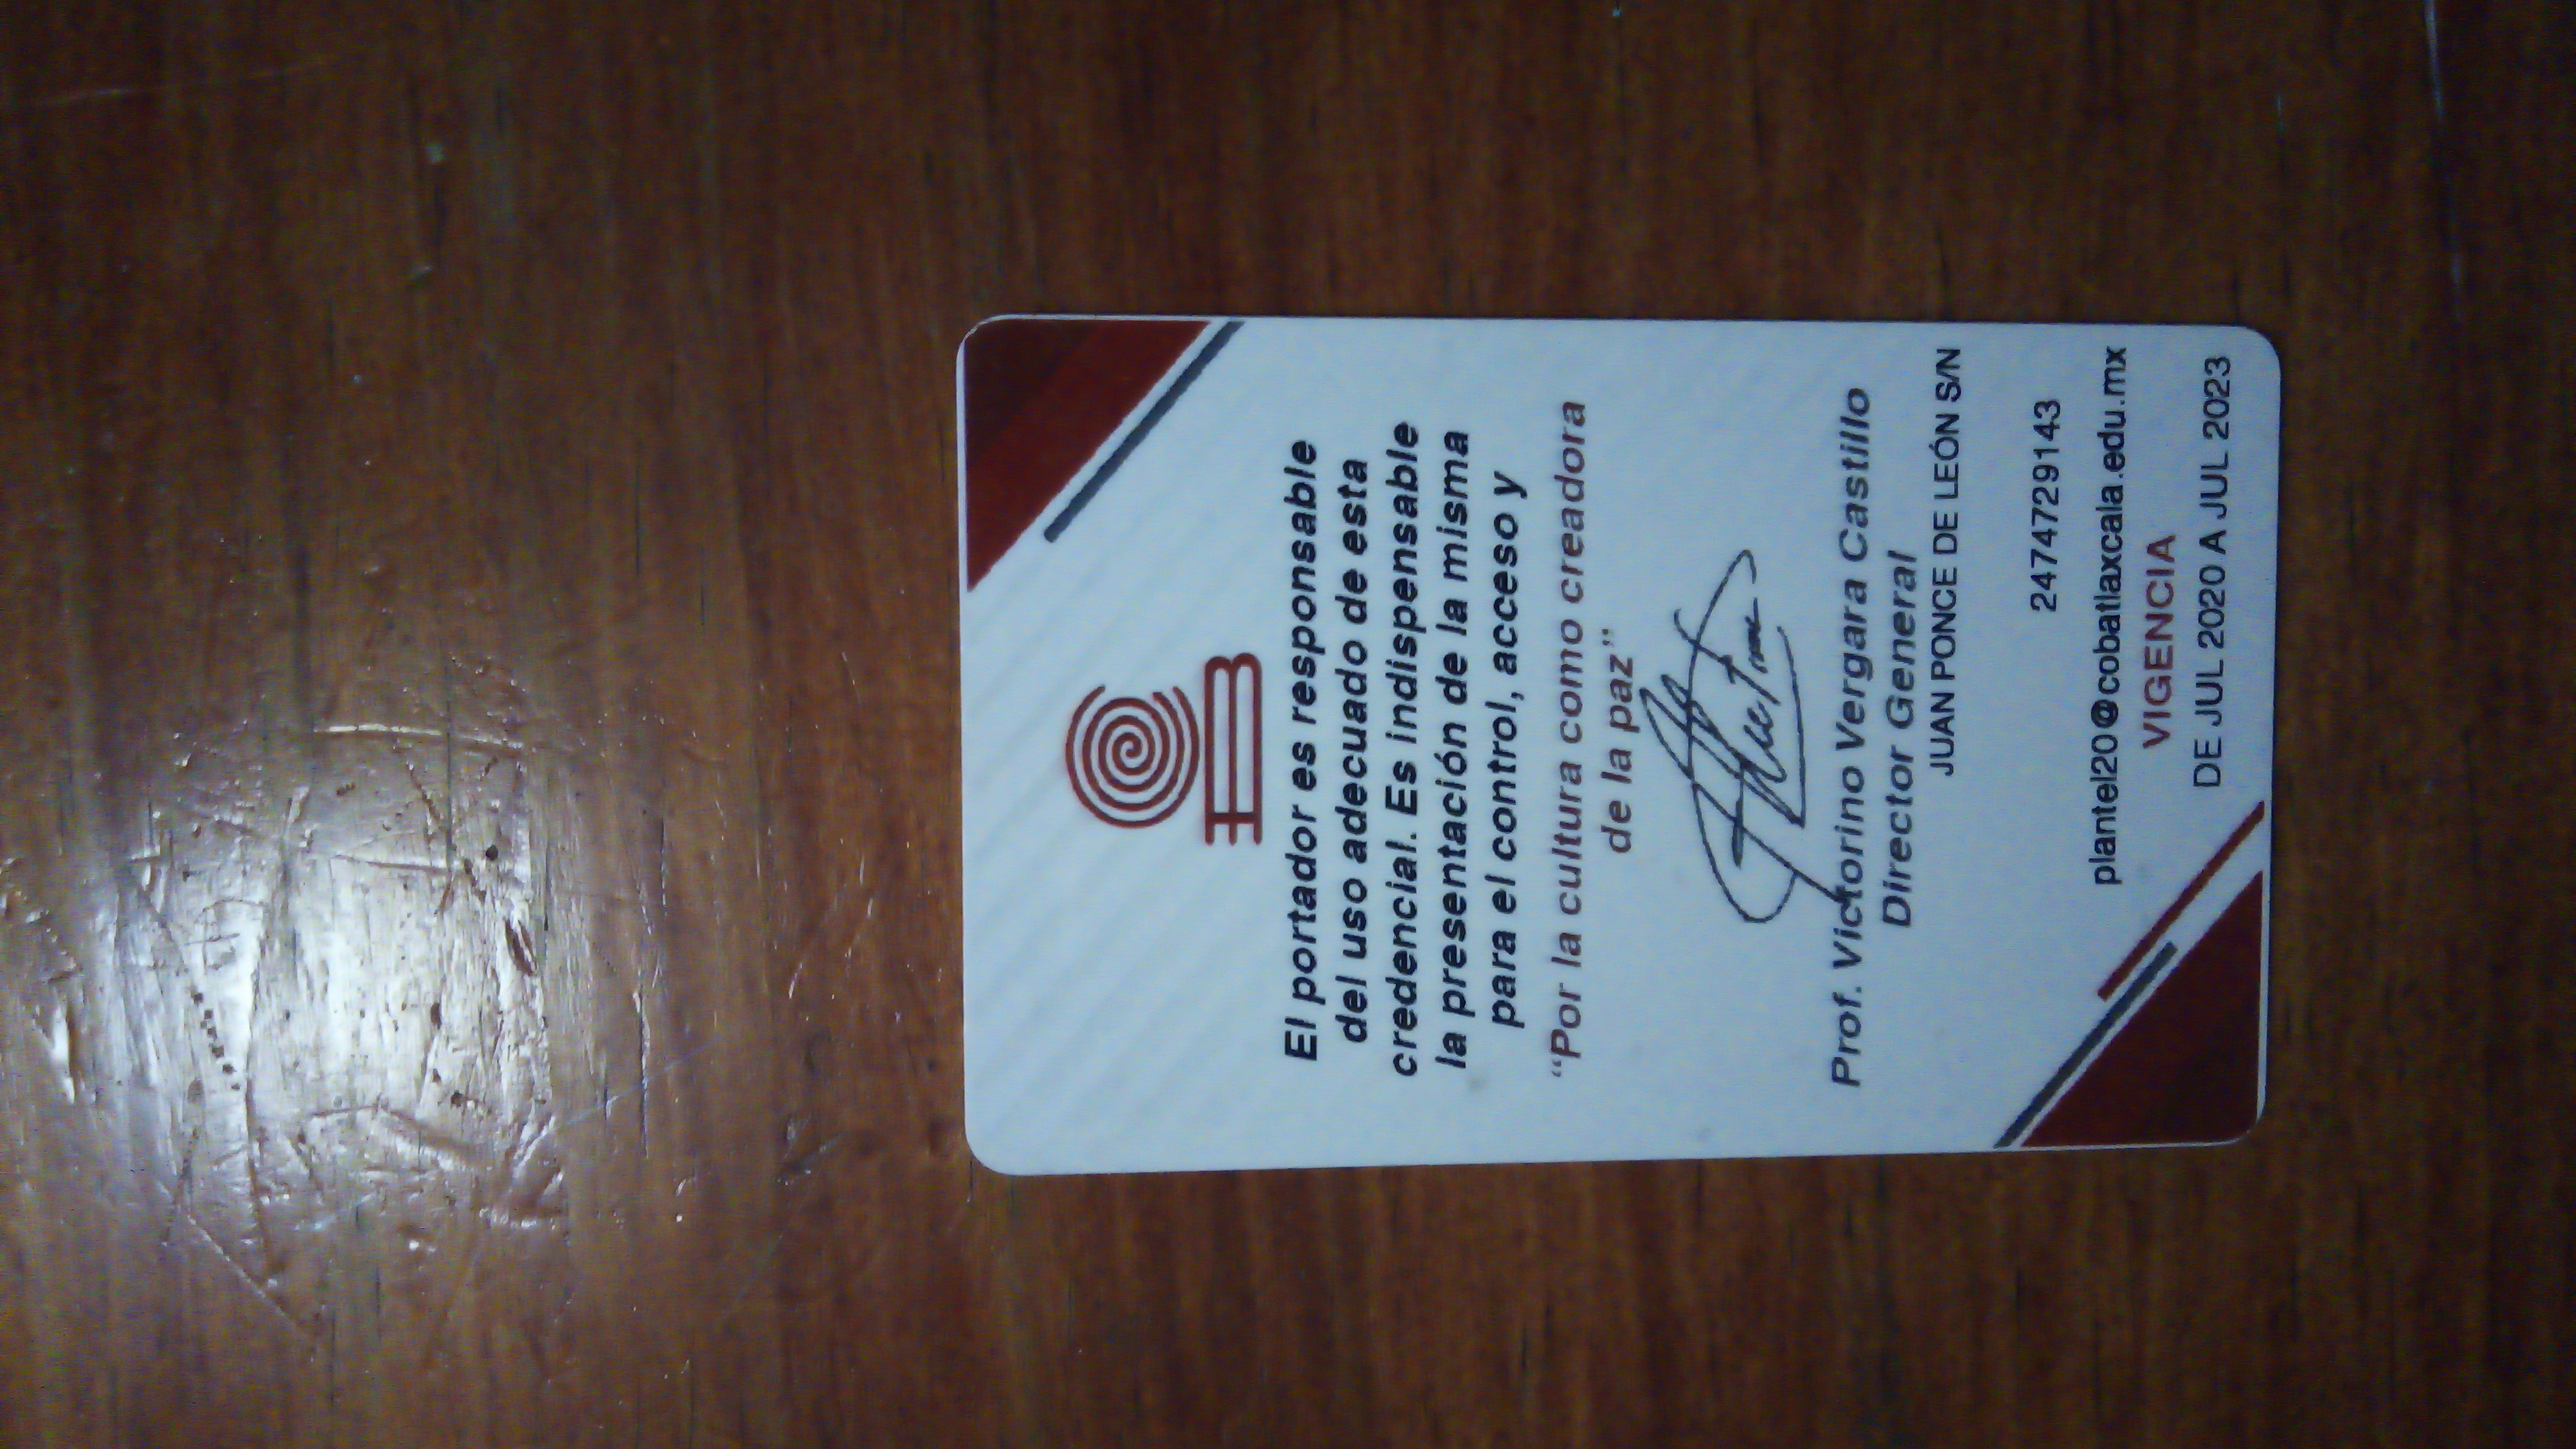 El portador es responsable
del uso adecuado de esta
credencial. Es indispensable
la presentación de la misma
para el control, acceso y
“Por la cultura como creadora
de la paz”
Prof. Victorino Vergara Castillo
Director General
JUAN PONCE DE LEÓN S/N
2474729143
plantel20@cobatlaxcala.edu.mx
VIGENCIA
DE JUL 2020 A JUL 2023